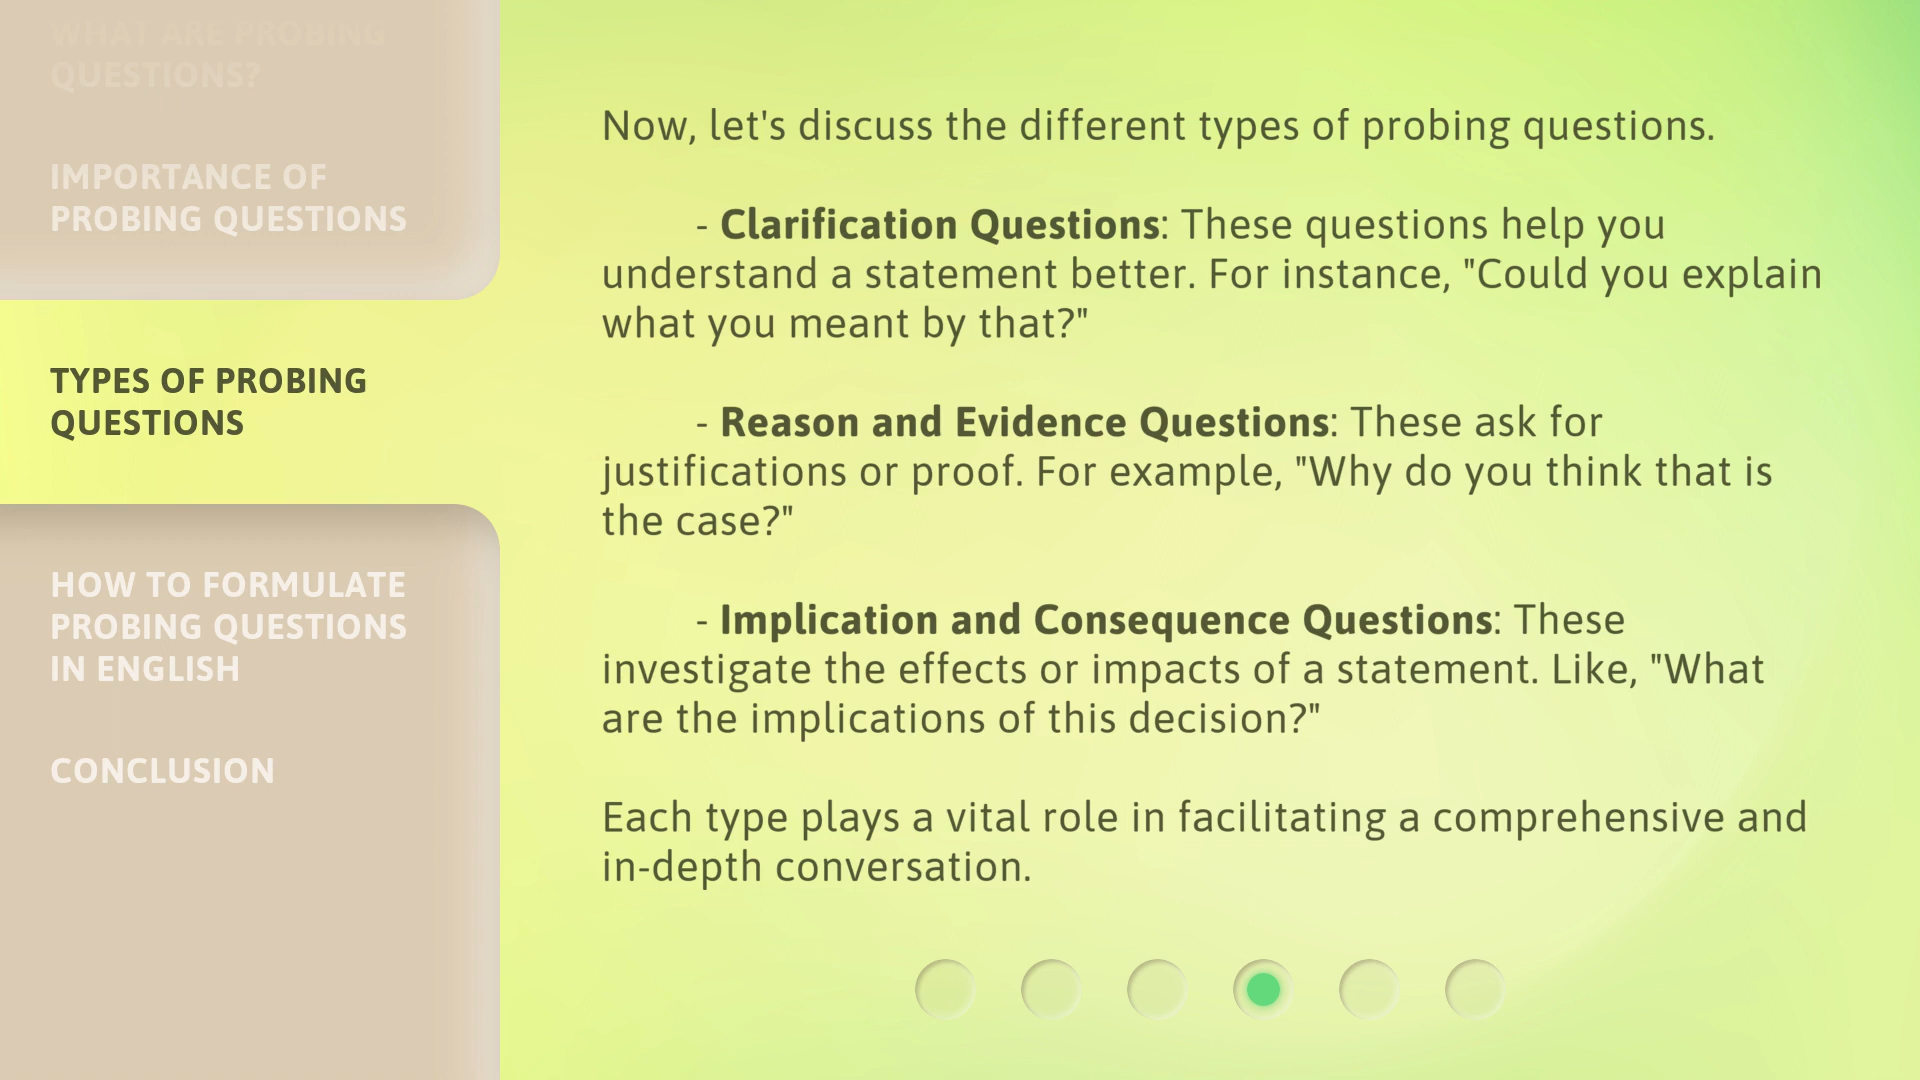 WHAT ARE PROBING
QUESTIONS?
IMPORTANCE OF
PROBING QUESTIONS
TYPES OF PROBING
QUESTIONS
HOW TO FORMULATE
PROBING QUESTIONS
IN ENGLISH
CONCLUSION
Now, let's discuss the different types of probing questions.
- Clarification Questions: These questions help you
understand a statement better. For instance, "Could you explain
what you meant by that?"
- Reason and Evidence Questions: These ask for
justifications or proof. For example, "Why do you think that is
the case?"
- Implication and Consequence Questions: These
investigate the effects or impacts of a statement. Like, "What
are the implications of this decision?"
Each type plays a vital role in facilitating a comprehensive and
in-depth conversation.